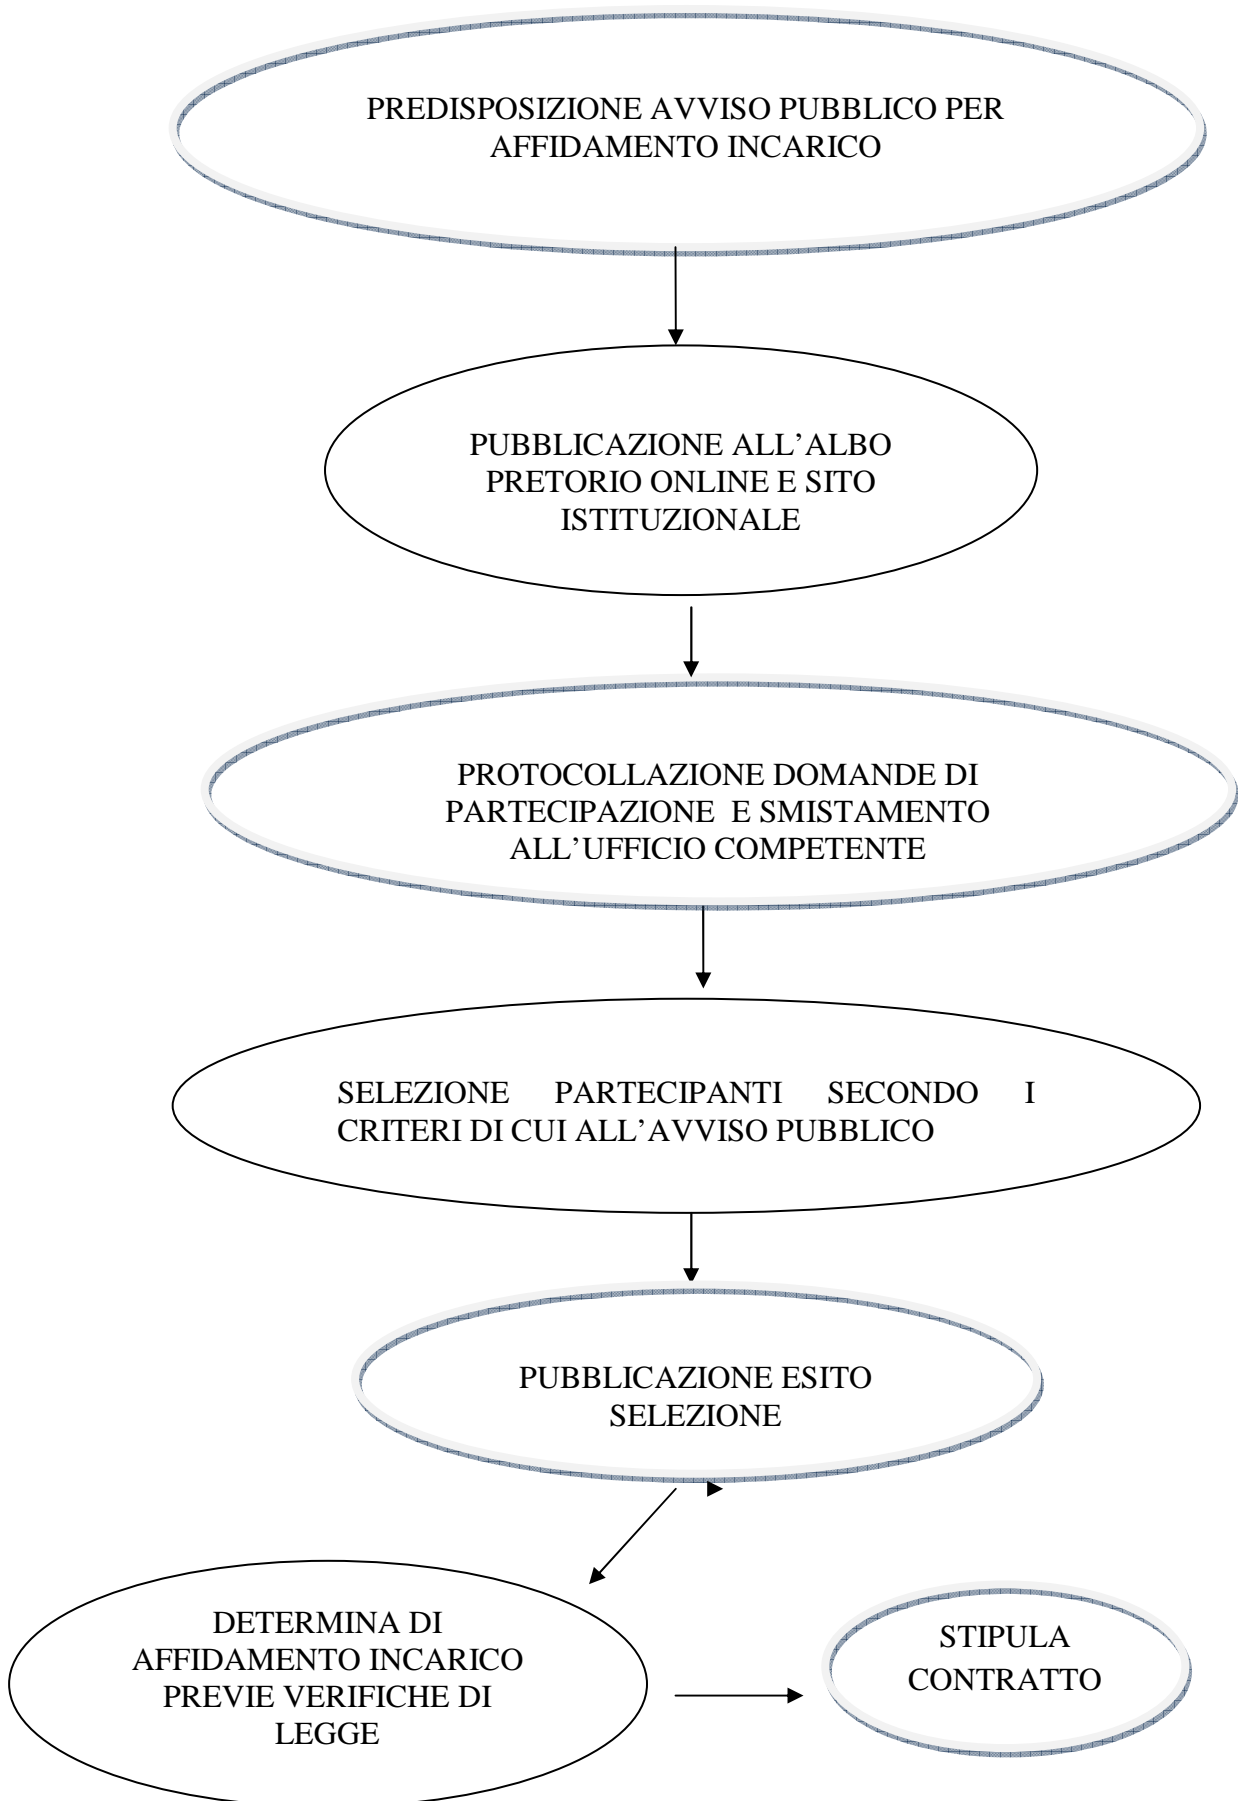 PREDISPOSIZIONE AVVISO PUBBLICO PER
AFFIDAMENTO INCARICO
PUBBLICAZIONE ALL’ALBO
PRETORIO ONLINE E SITO
ISTITUZIONALE
PROTOCOLLAZIONE DOMANDE DI
PARTECIPAZIONE E SMISTAMENTO
ALL’UFFICIO COMPETENTE
SELEZIONE PARTECIPANTI SECONDO I
CRITERI DI CUI ALL’AVVISO PUBBLICO
PUBBLICAZIONE ESITO
SELEZIONE
DETERMINA DI
AFFIDAMENTO INCARICO
PREVIE VERIFICHE DI
LEGGE
STIPULA
CONTRATTO